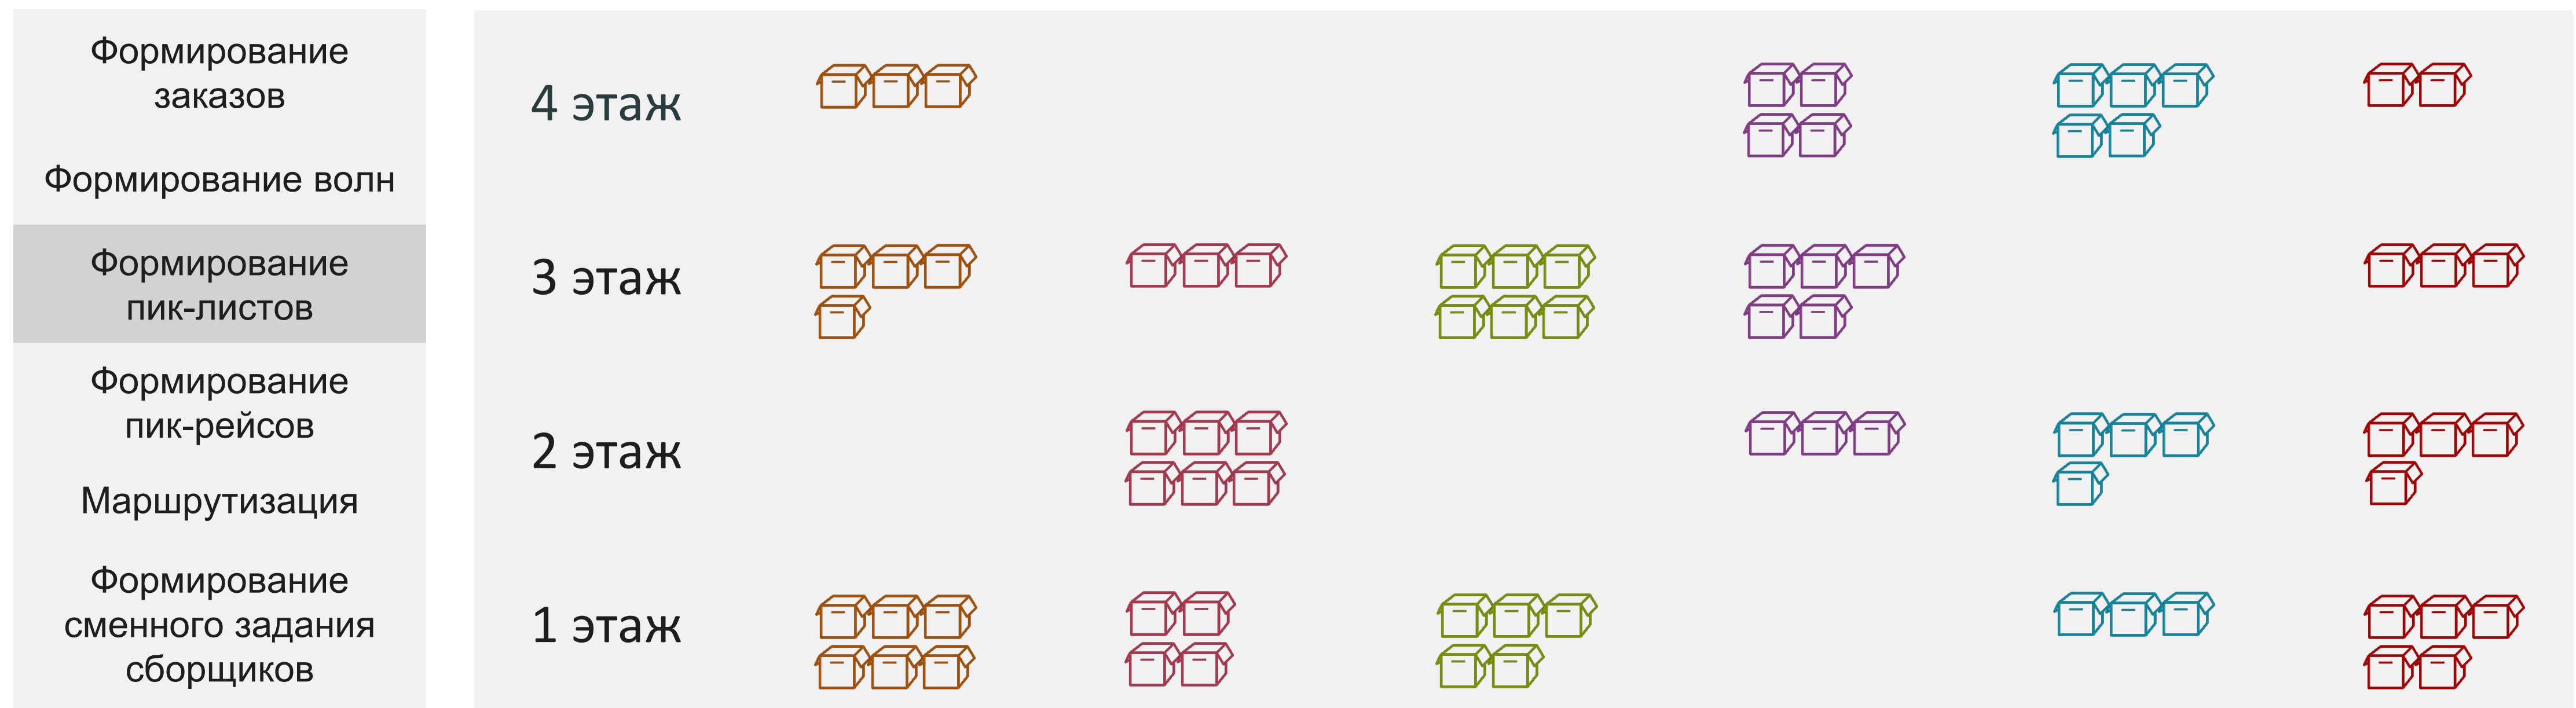 Формирование
заказов
Формирование волн
Формирование
пик-листов
Формирование
пик-рейсов
Маршрутизация
Формирование
сменного задания
сборщиков
4 этаж
3 этаж
2 этаж
1 этаж